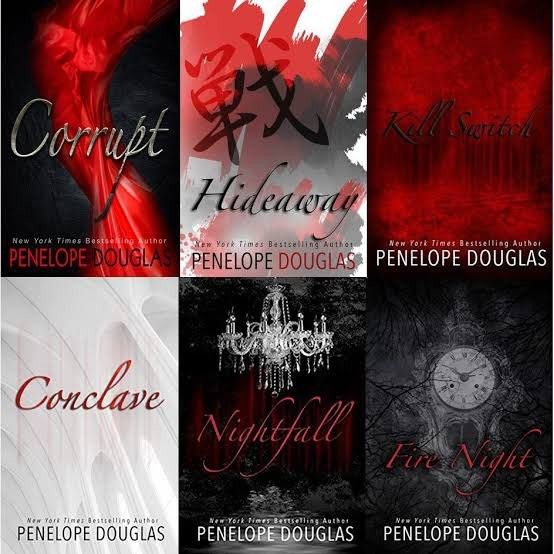 Corrupt
New York Times Bestselling Author
PENELOPE DOUGLAS
戦
Hideaway
New York Times Bestselling Author
PENELOPE DOUGLAS
Kill Switch
New York Times Bestselling Author
PENELOPE DOUGLAS
Conclave
New York Times Bestselling Author
PENELOPE DOUGLAS
Nightfall
New York Times Bestselling Author
PENELOPE DOUGLAS
Fire Night
New York Times Bestselling Author
PENELOPE DOUGLAS